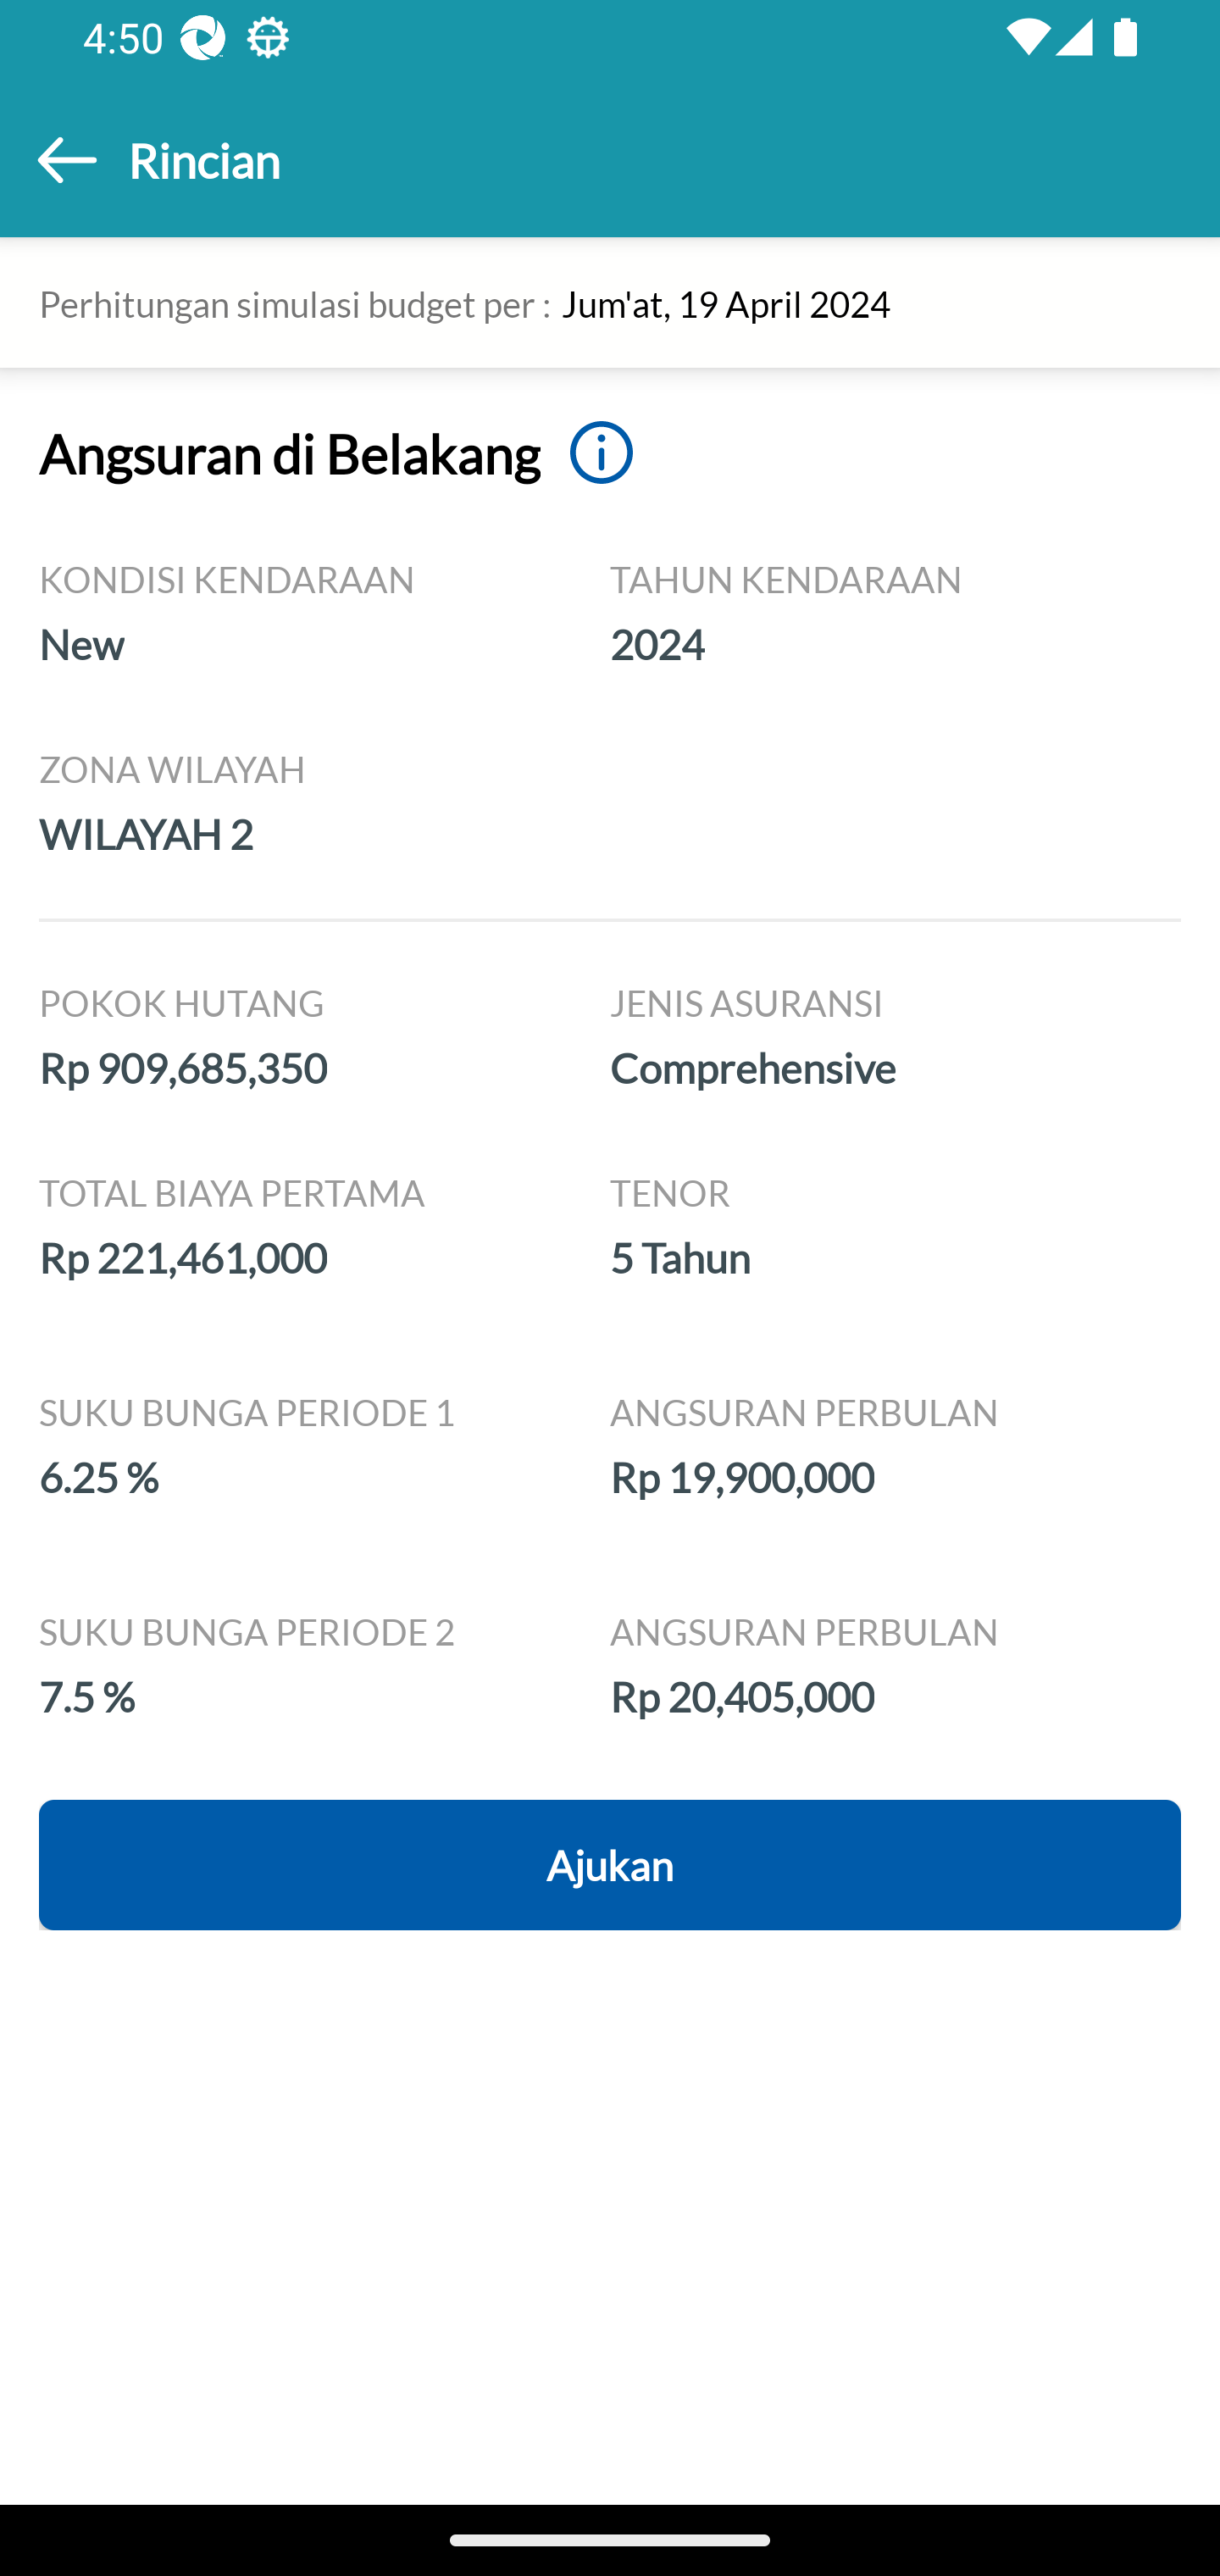 4:50
Rincian
Perhitungan simulasi budget per : Jum'at, 19 April 2024
Angsuran di Belakang
KONDISI KENDARAAN
New
TAHUN KENDARAAN
2024
ZONA WILAYAH
WILAYAH 2
POKOK HUTANG
Rp 909,685,350
JENIS ASURANSI
Comprehensive
TOTAL BIAYA PERTAMA
Rp 221,461,000
TENOR
5 Tahun
SUKU BUNGA PERIODE 1
6.25 %
ANGSURAN PERBULAN
Rp 19,900,000
SUKU BUNGA PERIODE 2
7.5 %
ANGSURAN PERBULAN
Rp 20,405,000
Ajukan